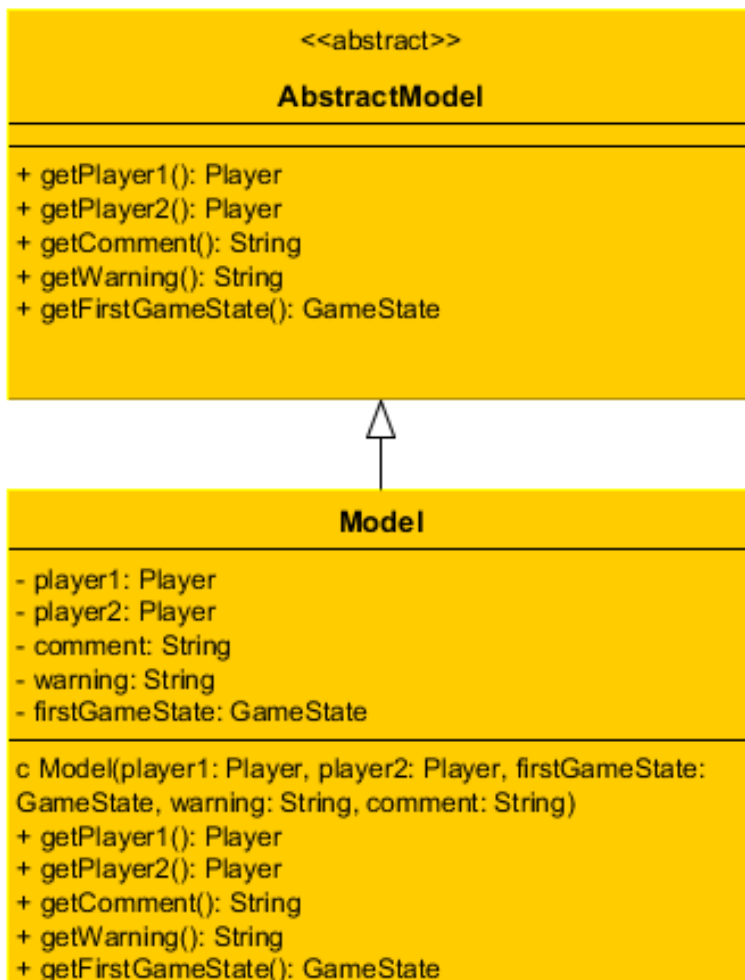 <<abstract>>
AbstractModel
+ getPlayer1(): Player
+ getPlayer2(): Player
+ getComment(): String
+ getWarning(): String
+ getFirstGameState(): GameState
Model
- player1: Player
- player2: Player
- comment: String
- warning: String
- firstGameState: GameState
c Model(player1: Player, player2: Player, firstGameState:
GameState, warning: String, comment: String)
+ getPlayer1(): Player
+ getPlayer2(): Player
+ getComment(): String
+ getWarning(): String
+ getFirstGameState(): GameState